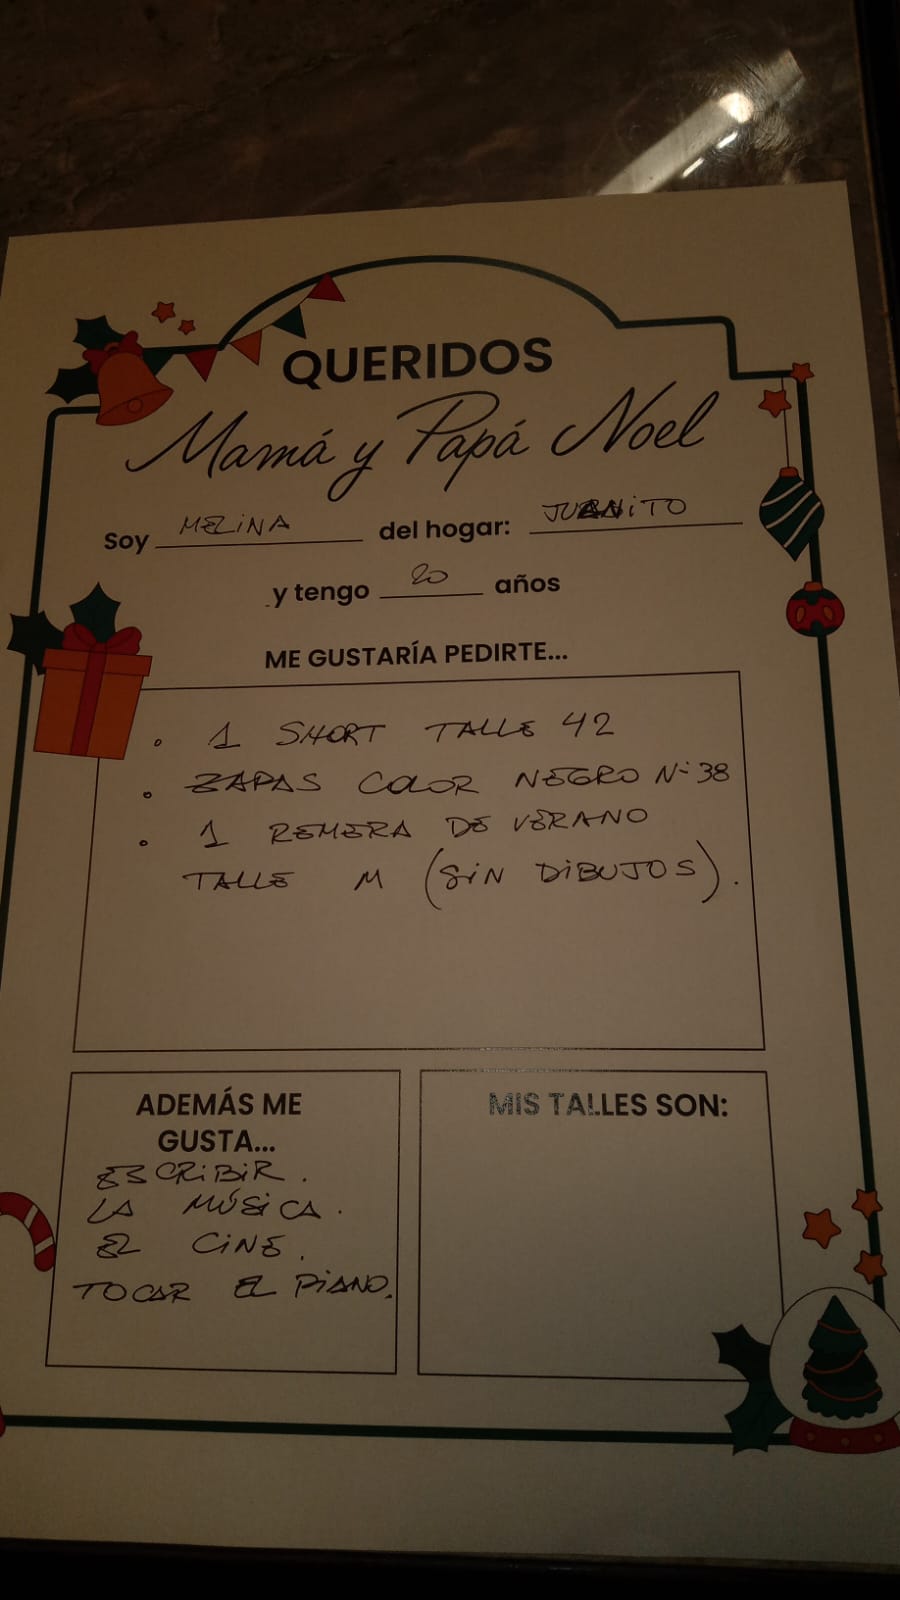 QUERIDOS
Mamá y Papá Noel
Soy MELINA del hogar: JUANITO
y tengo 20 años
ME GUSTARÍA PEDIRTE...
• 1 SHORT TALLE 42
• ZAPAS COLOR NEGRO Nº 38
• 1 REMERA DE VERANO
TALLE M (SIN DIBUJOS).
ADEMÁS ME
GUSTA...
ESCRIBIR.
LA MÚSICA.
EL CINE.
TOCAR EL PIANO.
MIS TALLES SON: